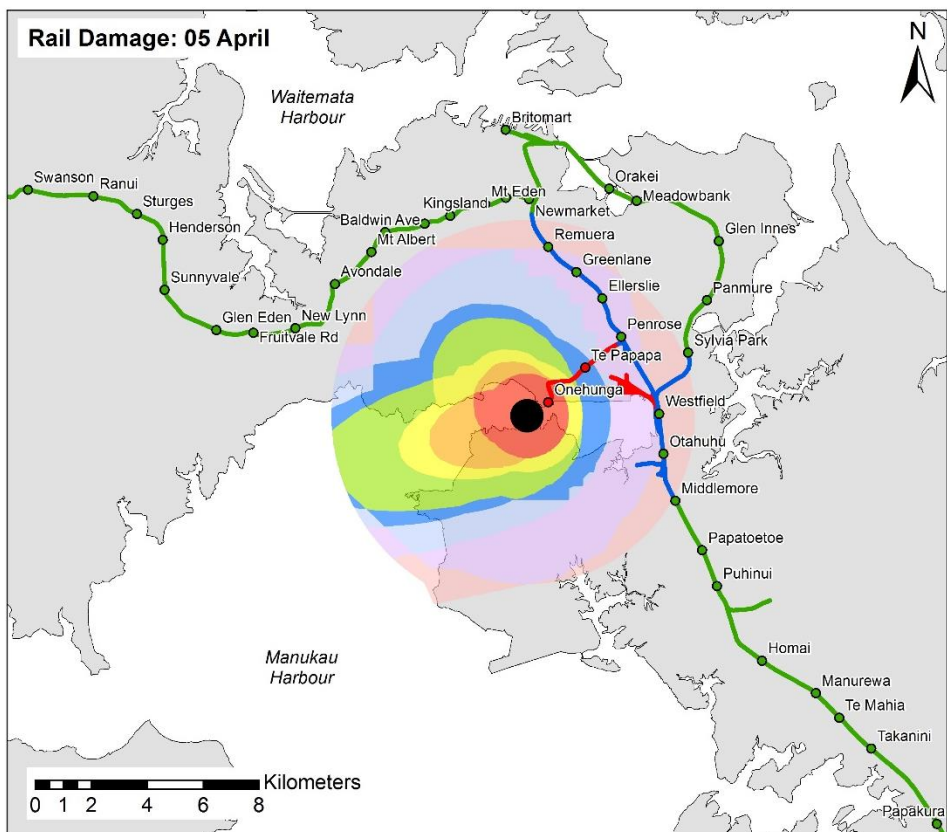 Rail Damage: 05 April
N
Waitemata
Harbour
Britomart
Swanson
Ranui
Sturges
Henderson
Sunnyvale
Glen Eden
Fruitvale Rd
New Lynn
Avondale
Mt Albert
Baldwin Ave
Kingsland
Mt Eden
Newmarket
Orakei
Meadowbank
Glen Innes
Panmure
Sylvia Park
Remuera
Greenlane
Ellerslie
Penrose
Te Papapa
Onehunga
Westfield
Otahuhu
Middlemore
Papatoetoe
Puhinui
Homai
Manurewa
Te Mahia
Takanini
Papakura
Manukau
Harbour
Kilometers
0 1 2 4 6 8